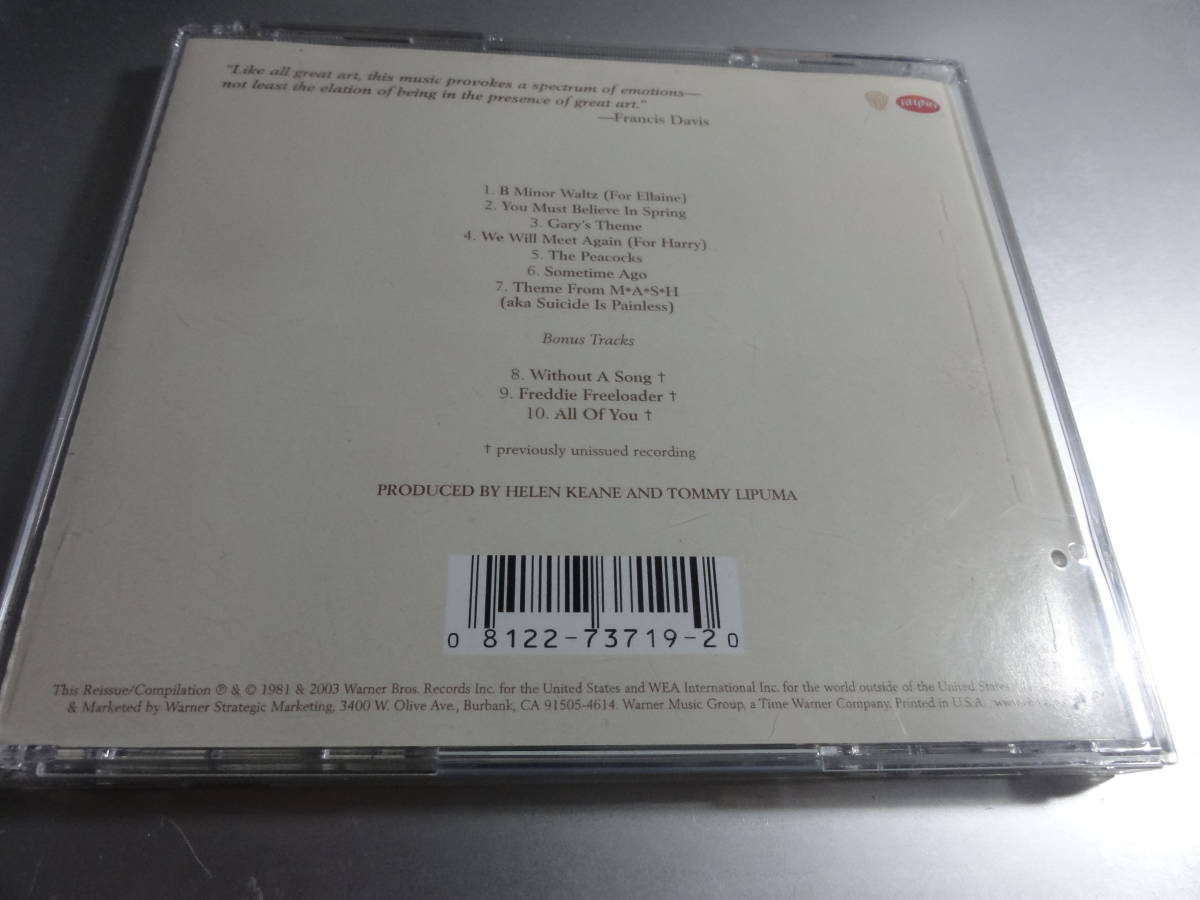 "Like all great art, this music provokes a spectrum of emotions—
not least the elation of being in the presence of great art."
—Francis Davis
1. B Minor Waltz (For Ellaine)
2. You Must Believe In Spring
3. Gary's Theme
4. We Will Meet Again (For Harry)
5. The Peacocks
6. Sometime Ago
7. Theme From M*A*S*H
(aka Suicide Is Painless)
Bonus Tracks
8. Without A Song †
9. Freddie Freeloader †
10. All Of You †
† previously unissued recording
PRODUCED BY HELEN KEANE AND TOMMY LIPUMA
0 8122-73719-2 0
This Reissue/Compilation ℗ & © 1981 & 2003 Warner Bros. Records Inc. for the United States and WEA International Inc. for the world outside of the United States.
& Marketed by Warner Strategic Marketing, 3400 W. Olive Ave., Burbank, CA 91505-4614. Warner Music Group, a Time Warner Company. Printed in U.S.A.